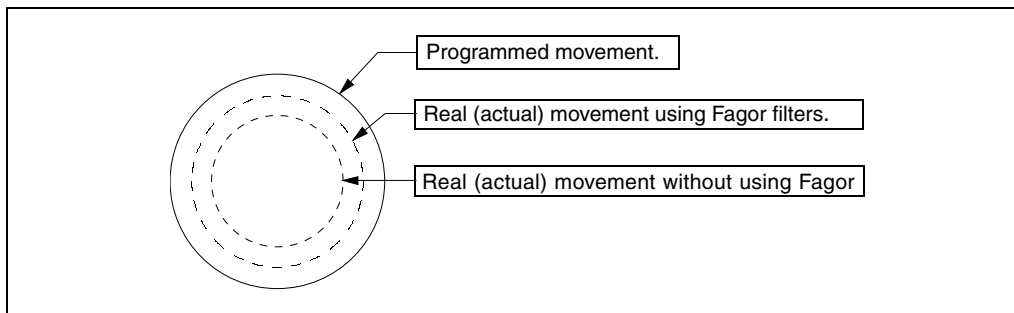 Programmed movement.
Real (actual) movement using Fagor filters.
Real (actual) movement without using Fagor